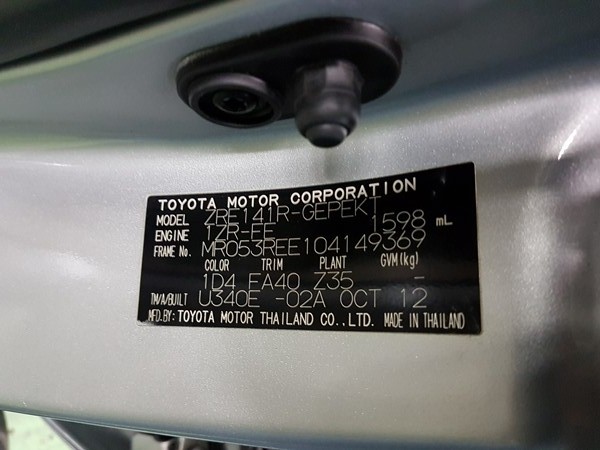 TOYOTA MOTOR CORPORATION
MODEL ZRE141R-GEPEKT
ENGINE 1ZR-FE 1598 mL
FRAME No. MR053REE104149369
COLOR TRIM PLANT GVM(kg)
1D4 FA40 Z35 -
TM/A/BUILT U340E -02A OCT 12
MFD.BY: TOYOTA MOTOR THAILAND CO.,LTD. MADE IN THAILAND